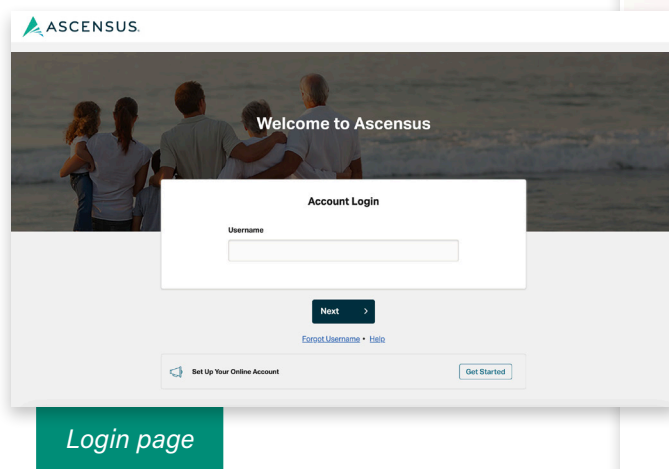 ASCENSUS.
Welcome to Ascensus
Account Login
Username
Next >
Forgot Username • Help
Set Up Your Online Account
Get Started
Login page